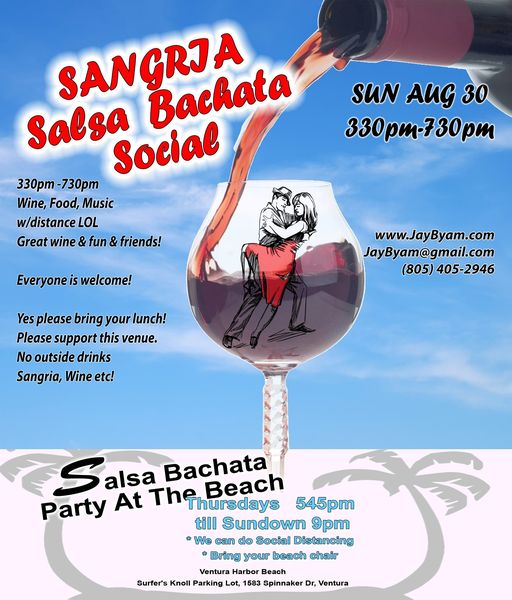 SANGRIA
Salsa Bachata
Social
SUN AUG 30
330pm-730pm
330pm -730pm
Wine, Food, Music
w/distance LOL
Great wine & fun & friends!
Everyone is welcome!
Yes please bring your lunch!
Please support this venue.
No outside drinks
Sangria, Wine etc!
www.JayByam.com
JayByam@gmail.com
(805) 405-2946
Salsa Bachata
Party At The Beach
Thursdays 545pm
till Sundown 9pm
* We can do Social Distancing
* Bring your beach chair
Ventura Harbor Beach
Surfer's Knoll Parking Lot, 1583 Spinnaker Dr, Ventura